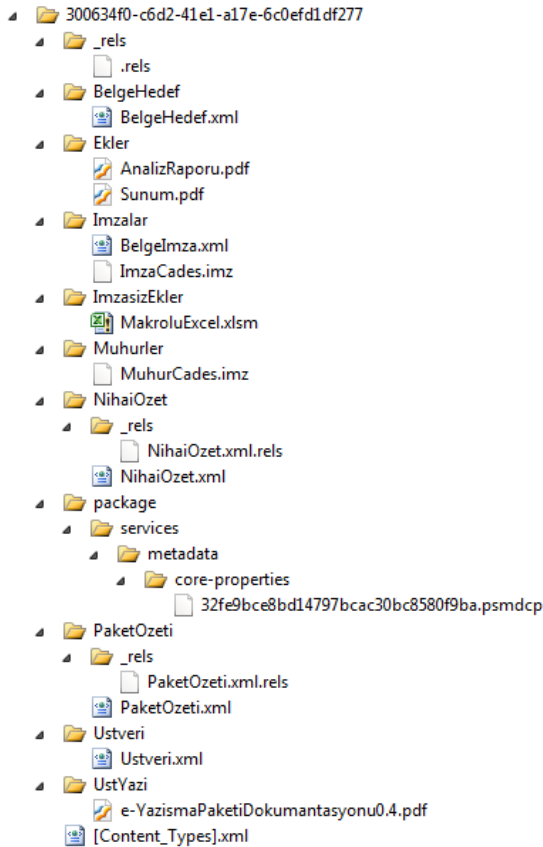 300634f0-c6d2-41e1-a17e-6c0efd1df277
_rels
.rels
BelgeHedef
BelgeHedef.xml
Ekler
AnalizRaporu.pdf
Sunum.pdf
Imzalar
BelgeImza.xml
ImzaCades.imz
ImzasizEkler
MakroluExcel.xlsm
Muhurler
MuhurCades.imz
NihaiOzet
_rels
NihaiOzet.xml.rels
NihaiOzet.xml
package
services
metadata
core-properties
32fe9bce8bd14797bcac30bc8580f9ba.psmdcp
PaketOzeti
_rels
PaketOzeti.xml.rels
PaketOzeti.xml
Ustveri
Ustveri.xml
UstYazi
e-YazismaPaketiDokumantasyonu0.4.pdf
[Content_Types].xml